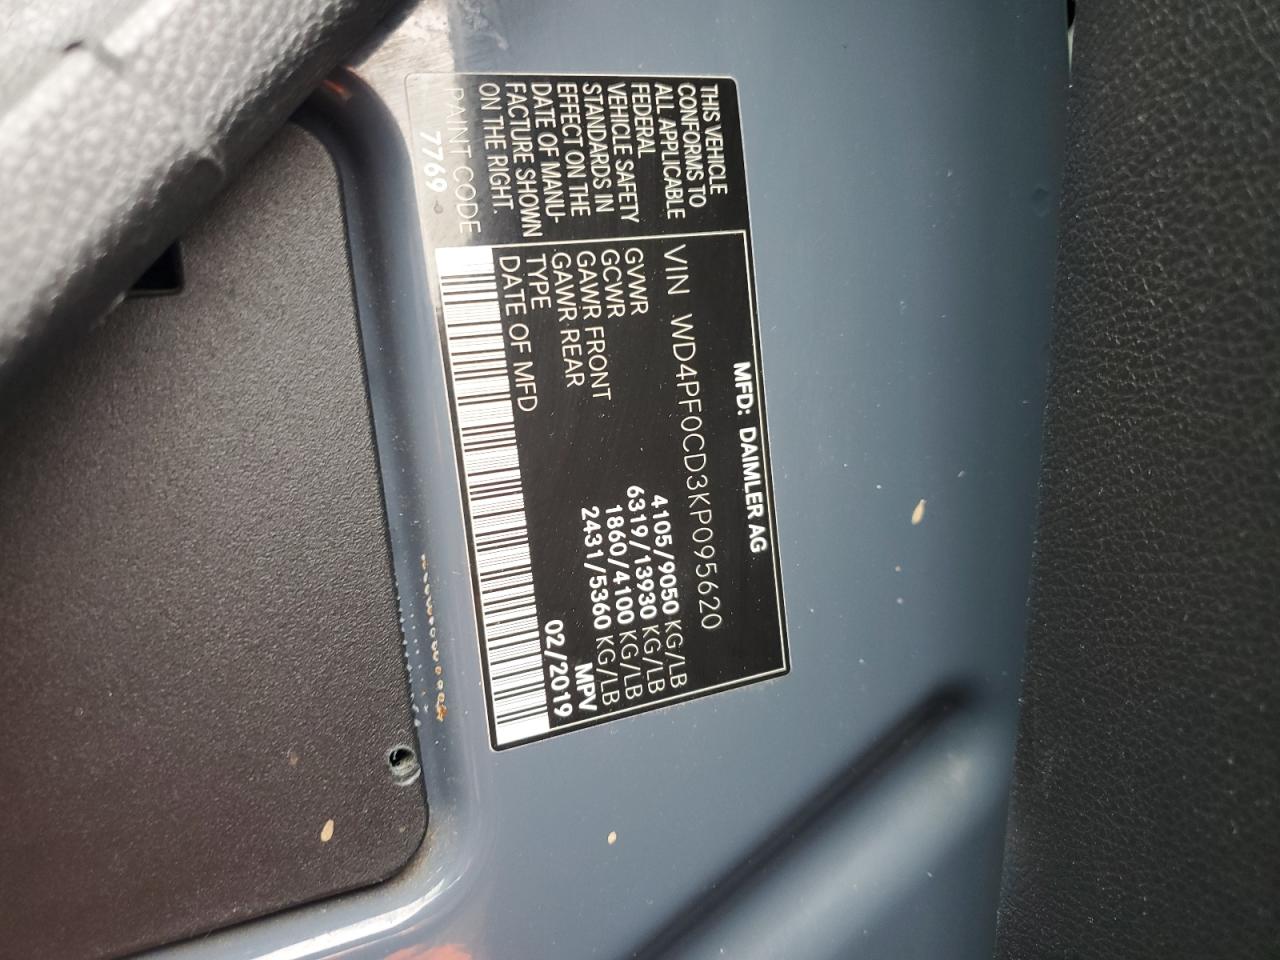 MFD: DAIMLER AG
THIS VEHICLE
CONFORMS TO
ALL APPLICABLE
FEDERAL
VEHICLE SAFETY
STANDARDS IN
EFFECT ON THE
DATE OF MANU-
FACTURE SHOWN
ON THE RIGHT.
PAINT CODE
7769
VIN WD4PF0CD3KP095620
GVWR 4105/9050 KG/LB
GCWR 6319/13930 KG/LB
GAWR FRONT 1860/4100 KG/LB
GAWR REAR 2431/5360 KG/LB
TYPE MPV
DATE OF MFD 02/2019